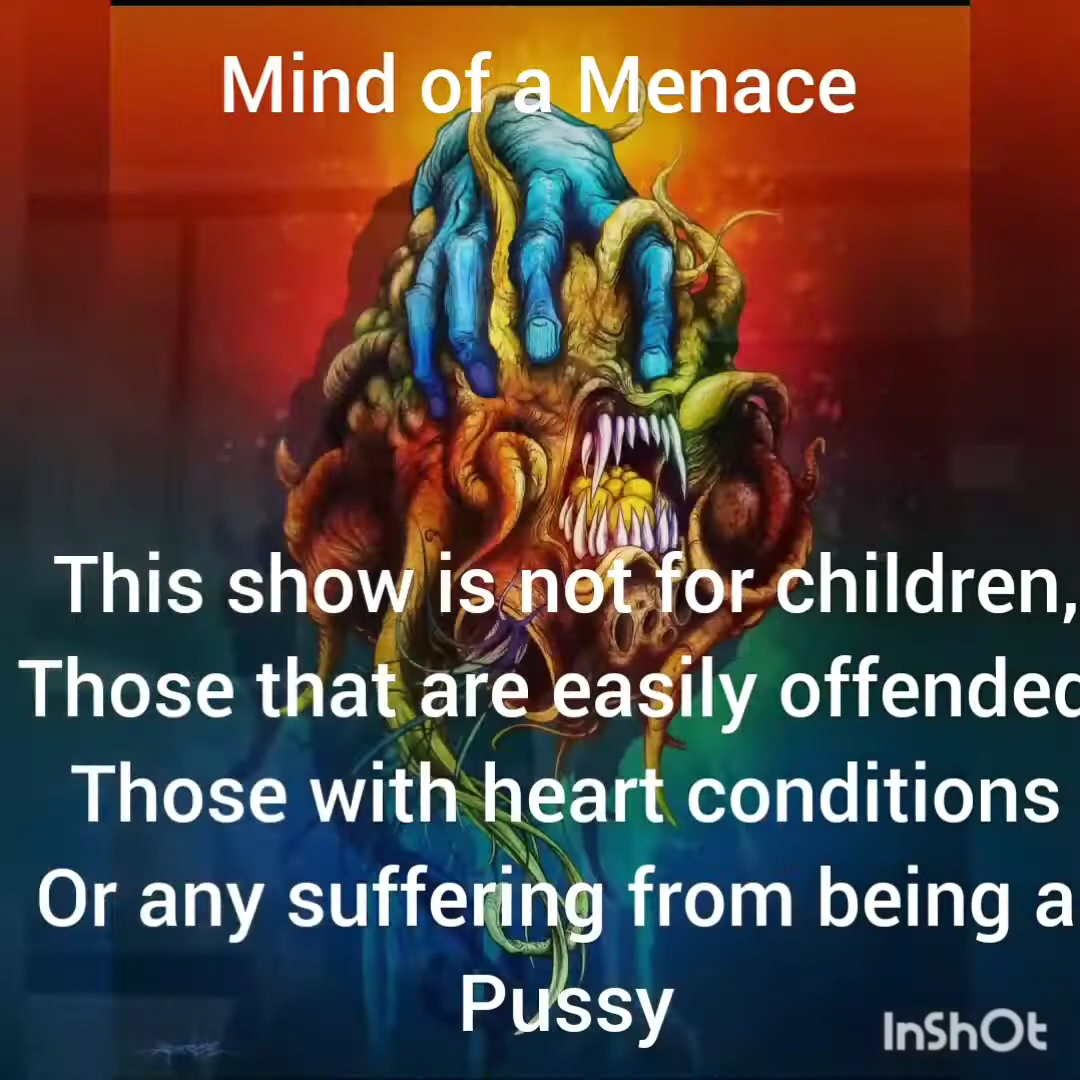 Mind of a Menace
This show is not for children,
Those that are easily offended
Those with heart conditions
Or any suffering from being a
Pussy
InShOt